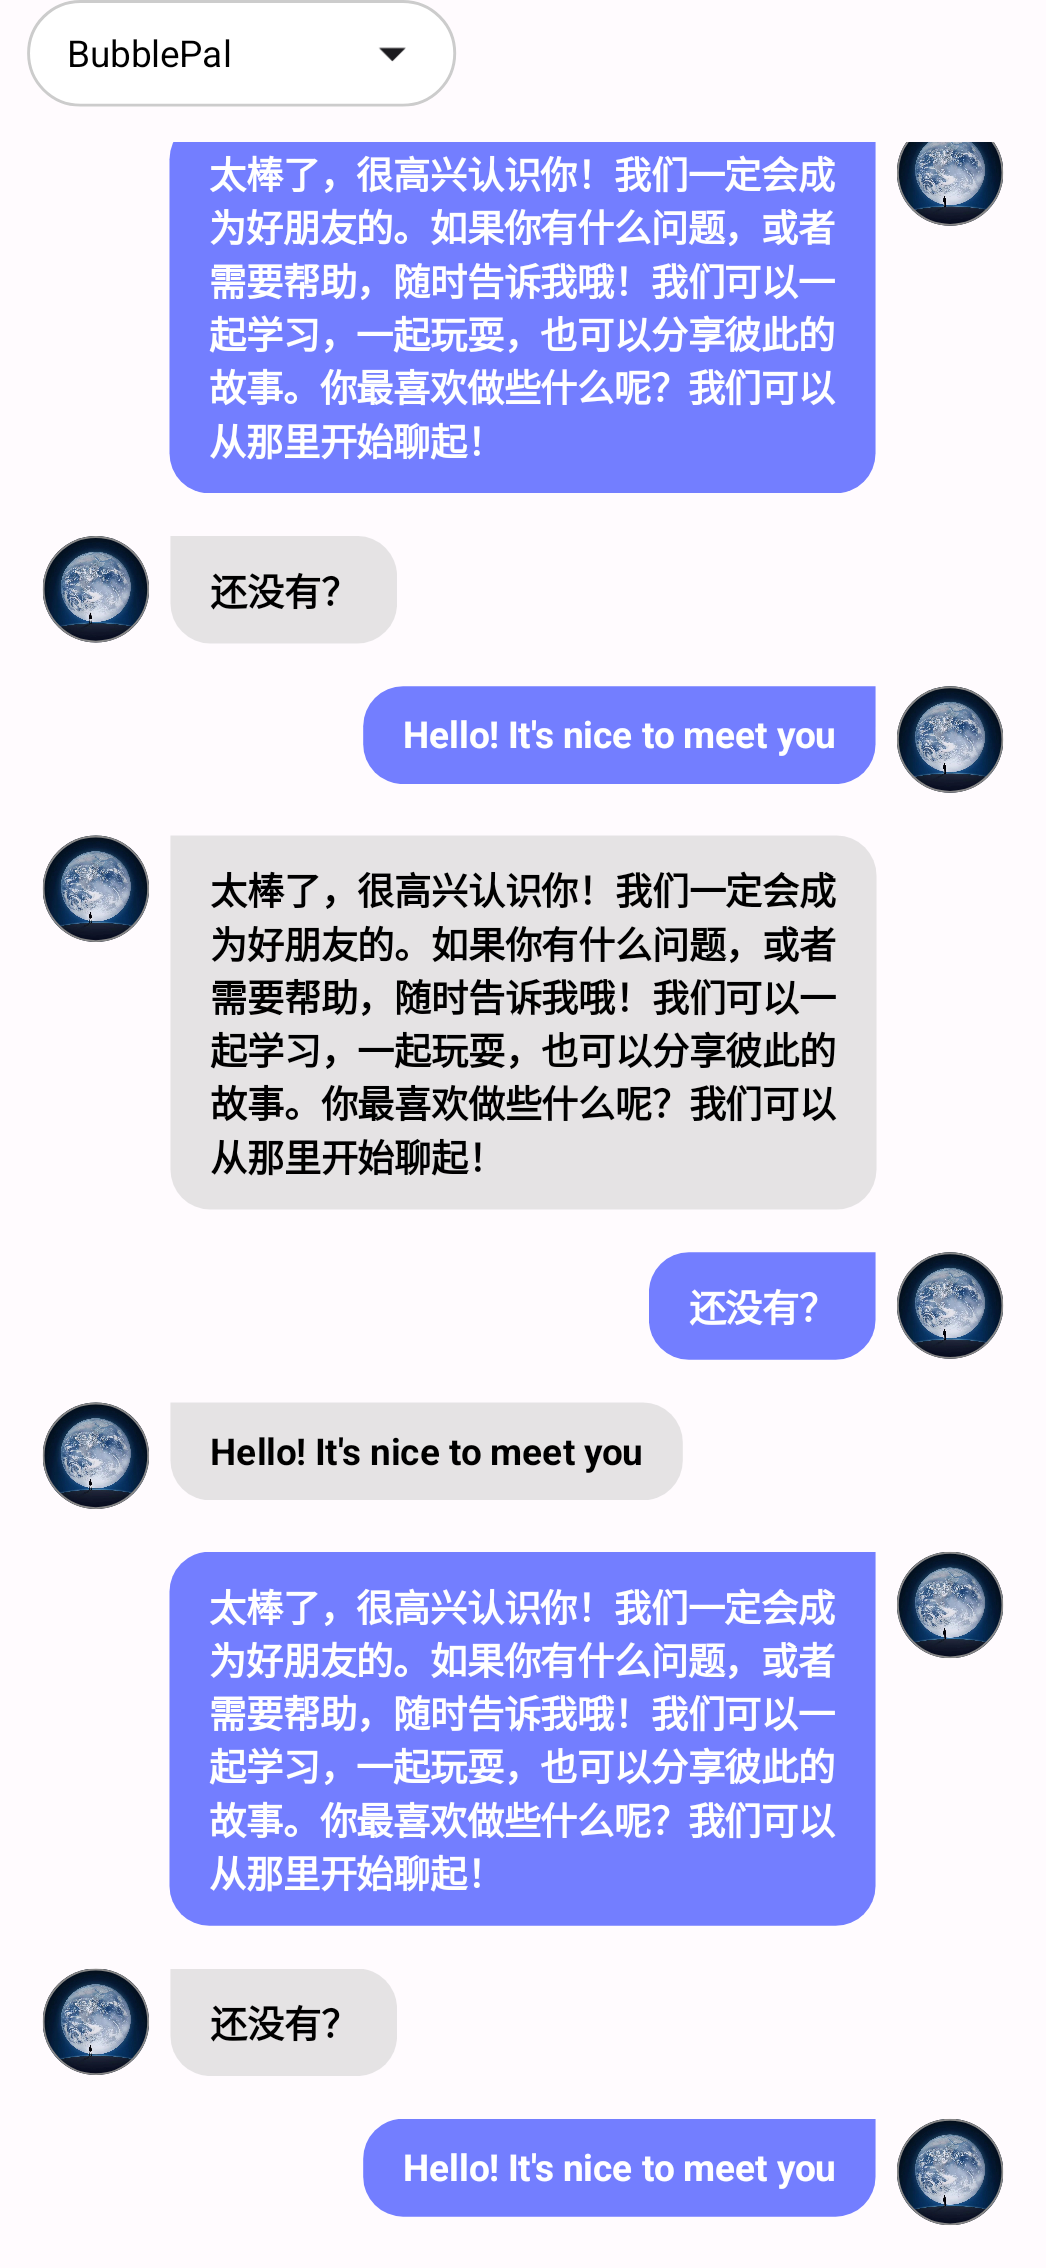 BubblePal
太棒了，很高兴认识你！我们一定会成
为好朋友的。如果你有什么问题，或者
需要帮助，随时告诉我哦！我们可以一
起学习，一起玩耍，也可以分享彼此的
故事。你最喜欢做些什么呢？我们可以
从那里开始聊起！
还没有？
Hello! It's nice to meet you
太棒了，很高兴认识你！我们一定会成
为好朋友的。如果你有什么问题，或者
需要帮助，随时告诉我哦！我们可以一
起学习，一起玩耍，也可以分享彼此的
故事。你最喜欢做些什么呢？我们可以
从那里开始聊起！
还没有？
Hello! It's nice to meet you
太棒了，很高兴认识你！我们一定会成
为好朋友的。如果你有什么问题，或者
需要帮助，随时告诉我哦！我们可以一
起学习，一起玩耍，也可以分享彼此的
故事。你最喜欢做些什么呢？我们可以
从那里开始聊起！
还没有？
Hello! It's nice to meet you